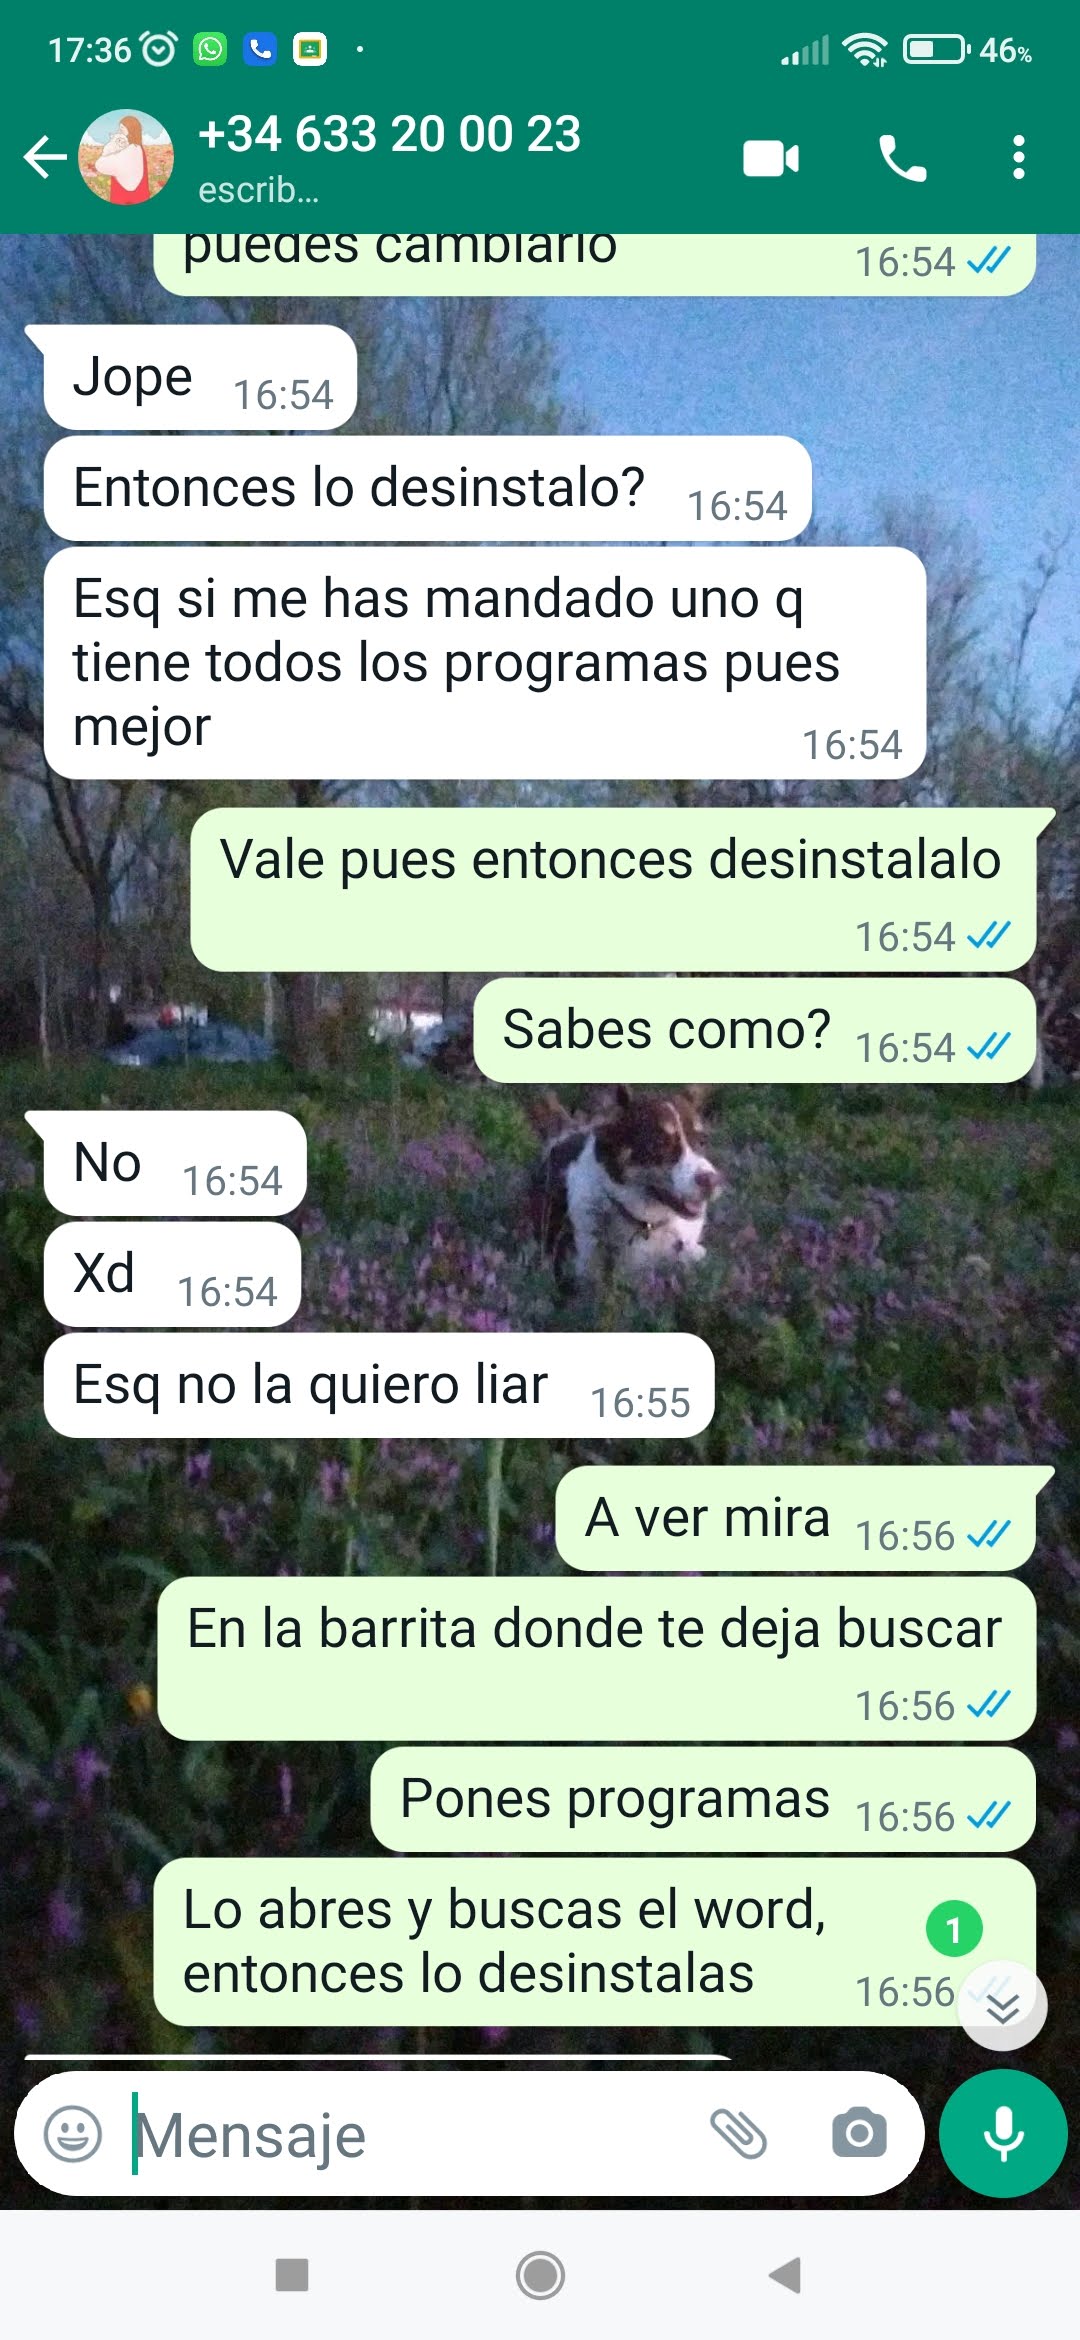 17:36
46%
+34 633 20 00 23
escrib...
puedes cambiarlo
16:54
Jope 16:54
Entonces lo desinstalo? 16:54
Esq si me has mandado uno q
tiene todos los programas pues
mejor
16:54
Vale pues entonces desinstalalo
16:54
Sabes como? 16:54
No 16:54
Xd 16:54
Esq no la quiero liar 16:55
A ver mira 16:56
En la barrita donde te deja buscar
16:56
Pones programas 16:56
Lo abres y buscas el word,
1
entonces lo desinstalas
16:56
Mensaje